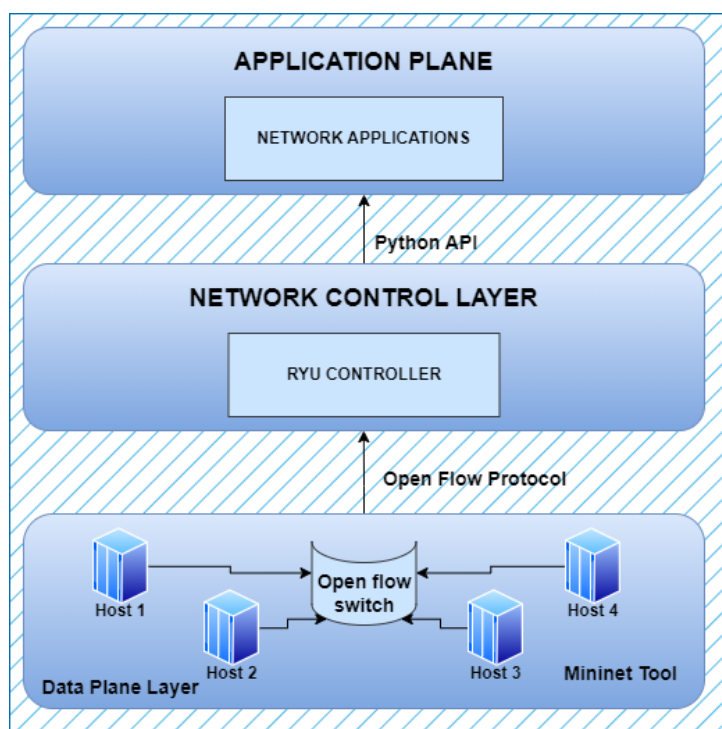 APPLICATION PLANE
NETWORK APPLICATIONS
Python API
NETWORK CONTROL LAYER
RYU CONTROLLER
Open Flow Protocol
Host 1
Open flow
switch
Host 4
Host 2
Host 3
Data Plane Layer
Mininet Tool